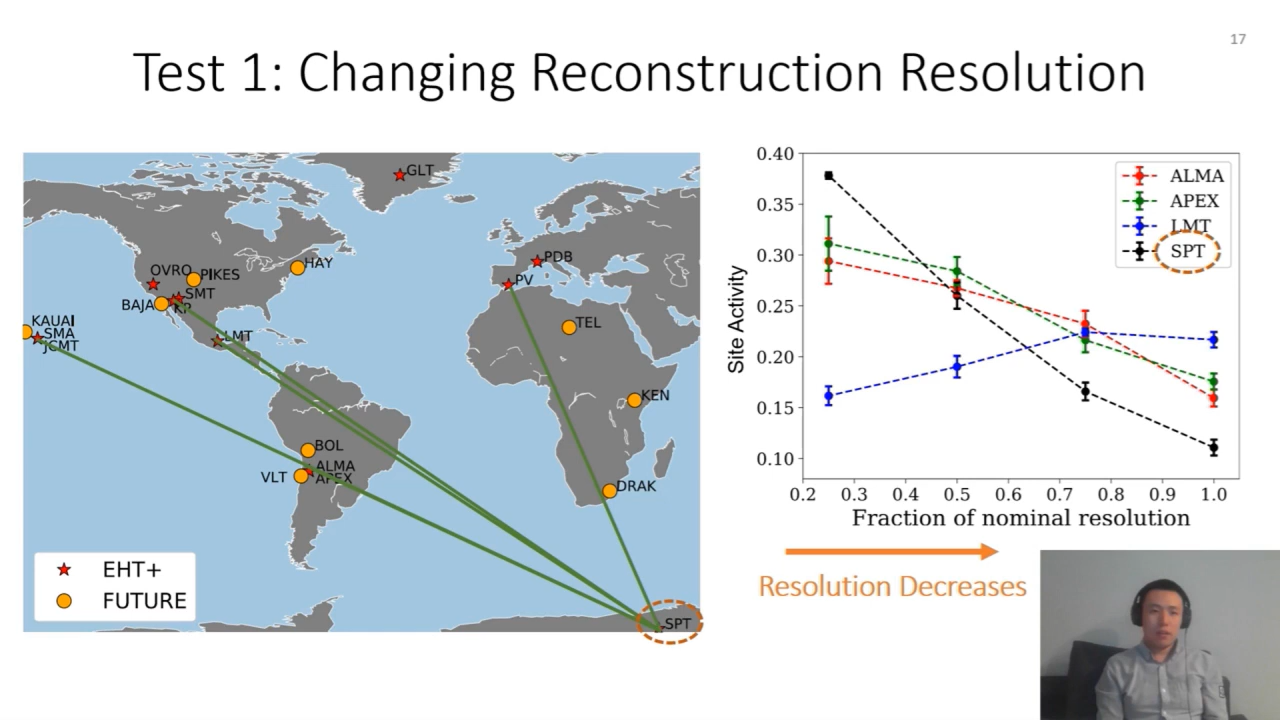 17
Test 1: Changing Reconstruction Resolution
GLT
PDB
PV
HAY
OVRO
PIKES
SMT
BAJA
KP
TEL
KAUAI
SMA
JCMT
LMT
KEN
BOL
ALMA
APEX
VLT
DRAK
SPT
EHT+
FUTURE
0.40
0.35
0.30
0.25
0.20
0.15
0.10
Site Activity
ALMA
APEX
LMT
SPT
0.2 0.3 0.4 0.5 0.6 0.7 0.8 0.9 1.0
Fraction of nominal resolution
Resolution Decreases